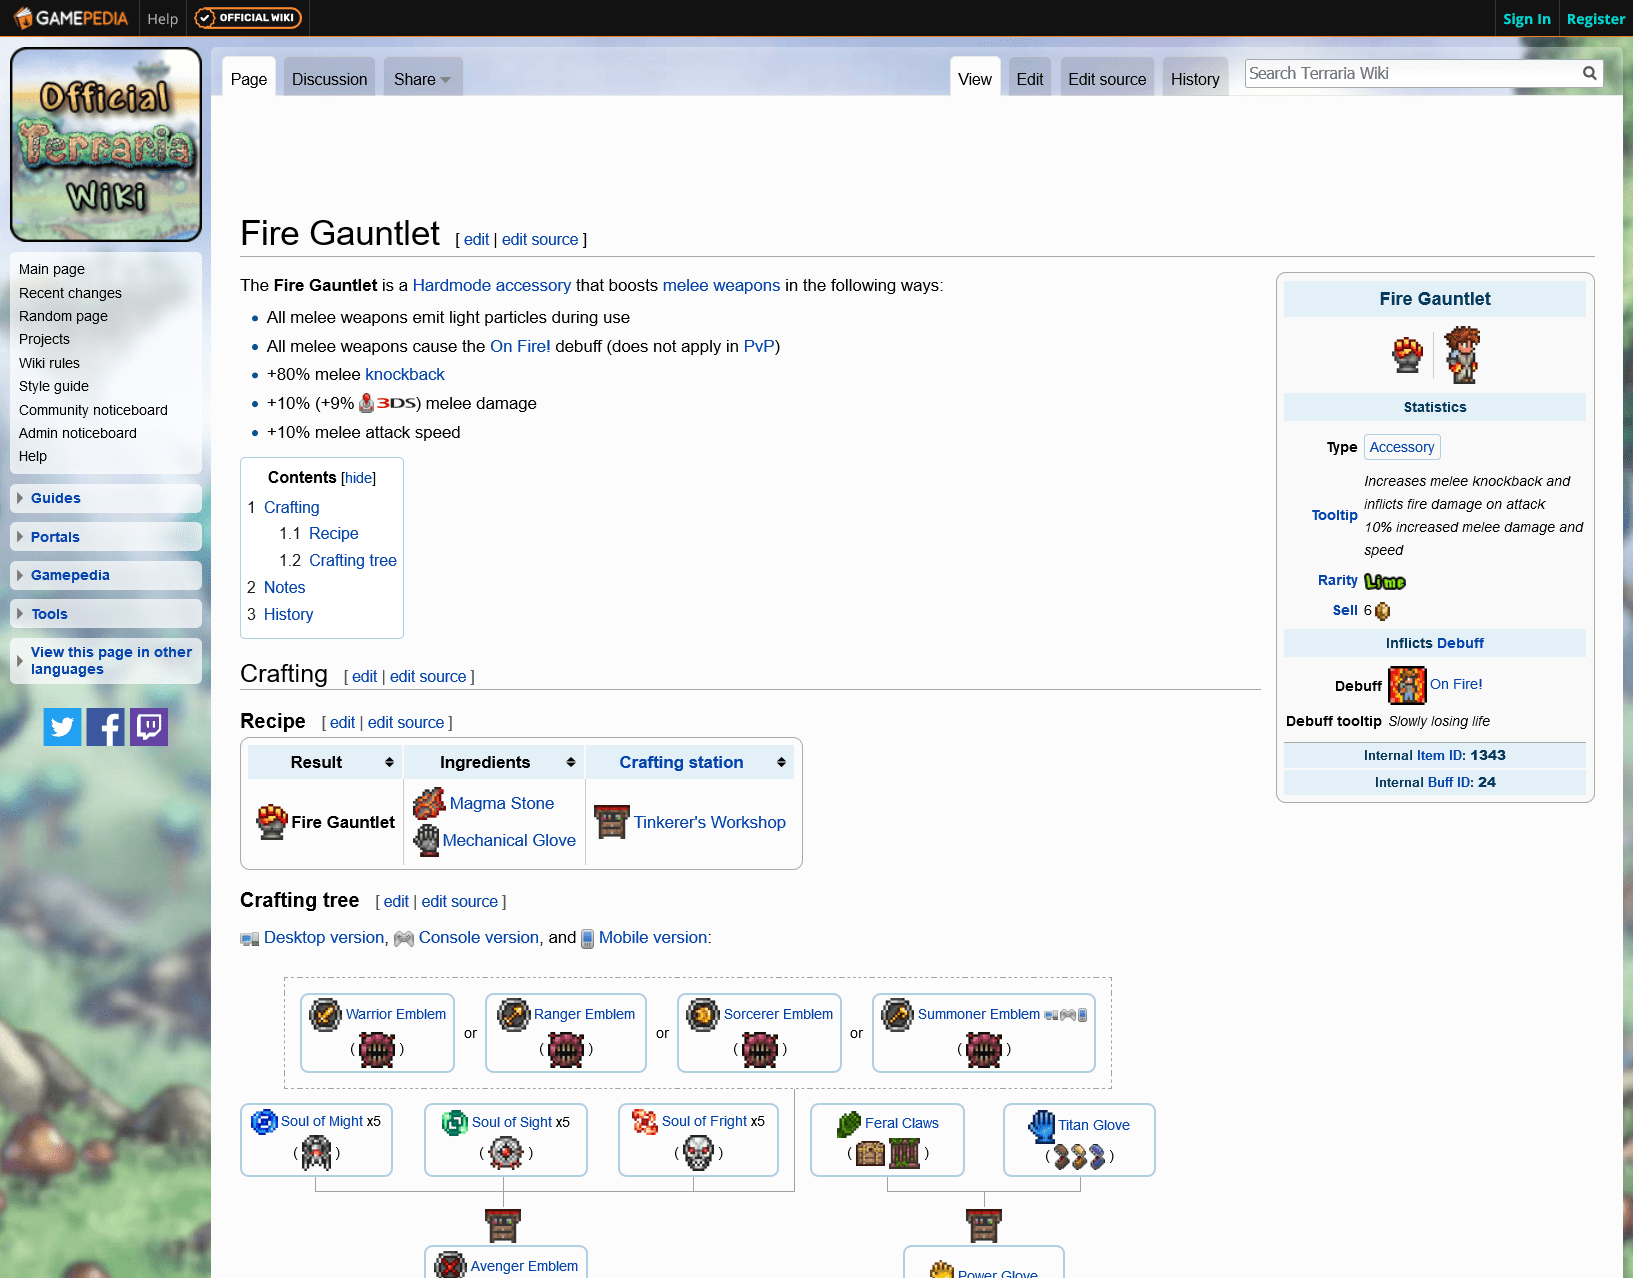 GAMEPEDIA Help OFFICIAL WIKI Sign In Register
Official Terraria Wiki
Page Discussion Share View Edit Edit source History Search Terraria Wiki
Main page
Recent changes
Random page
Projects
Wiki rules
Style guide
Community noticeboard
Admin noticeboard
Help
Guides
Portals
Gamepedia
Tools
View this page in other
languages
Fire Gauntlet [ edit | edit source ]
The Fire Gauntlet is a Hardmode accessory that boosts melee weapons in the following ways:
All melee weapons emit light particles during use
All melee weapons cause the On Fire! debuff (does not apply in PvP)
+80% melee knockback
+10% (+9% 3DS) melee damage
+10% melee attack speed
Contents [hide]
1 Crafting
1.1 Recipe
1.2 Crafting tree
2 Notes
3 History
Fire Gauntlet
Statistics
Type Accessory
Tooltip Increases melee knockback and
inflicts fire damage on attack
10% increased melee damage and
speed
Rarity Lime
Sell 6
Inflicts Debuff
Debuff On Fire!
Debuff tooltip Slowly losing life
Internal Item ID: 1343
Internal Buff ID: 24
Crafting [ edit | edit source ]
Recipe [ edit | edit source ]
Result Ingredients Crafting station
Fire Gauntlet Magma Stone Tinkerer's Workshop
Mechanical Glove
Crafting tree [ edit | edit source ]
Desktop version, Console version, and Mobile version:
Warrior Emblem ( ) or Ranger Emblem ( ) or Sorcerer Emblem ( ) or Summoner Emblem ( )
Soul of Might x5 ( ) Soul of Sight x5 ( ) Soul of Fright x5 ( ) Feral Claws ( ) Titan Glove ( )
Avenger Emblem Power Glove